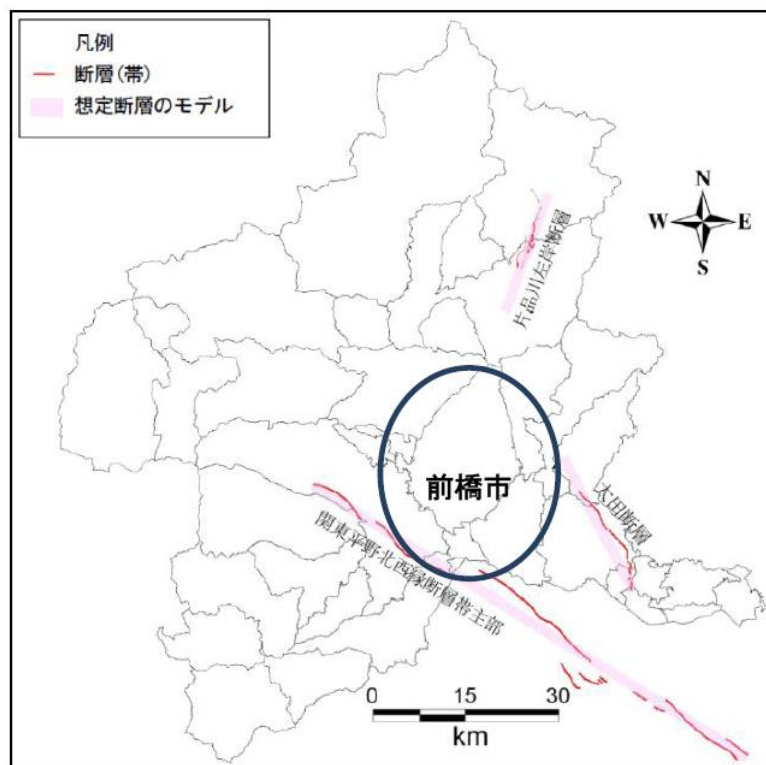 凡例
断層(帯)
想定断層のモデル
N
W E
S
片品川左岸断層
前橋市
太田断層
関東平野北西縁断層帯主部
0 15 30
km